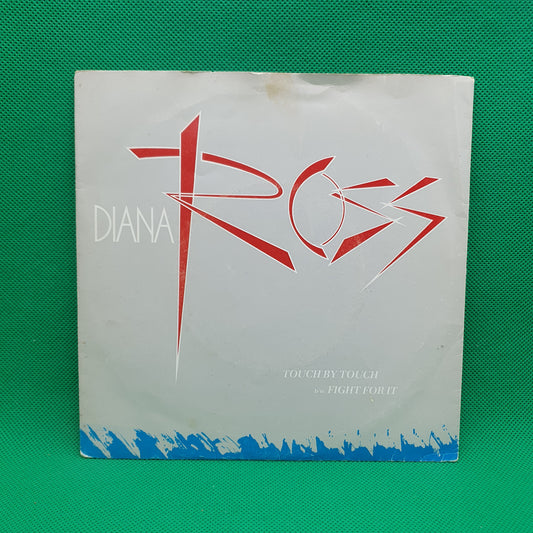 DIANA ROSS
TOUCH BY TOUCH
b/w FIGHT FOR IT